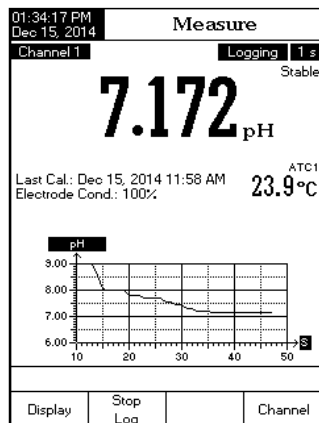 01:34:17 PM
Dec 15, 2014
Measure
Channel 1
Logging 1 s
Stable
7.172 pH
ATC1
Last Cal.: Dec 15, 2014 11:58 AM
23.9°C
Electrode Cond.: 100%
pH
9.00
8.00
7.00
6.00
10 20 30 40 50 S
Display
Stop
Log
Channel